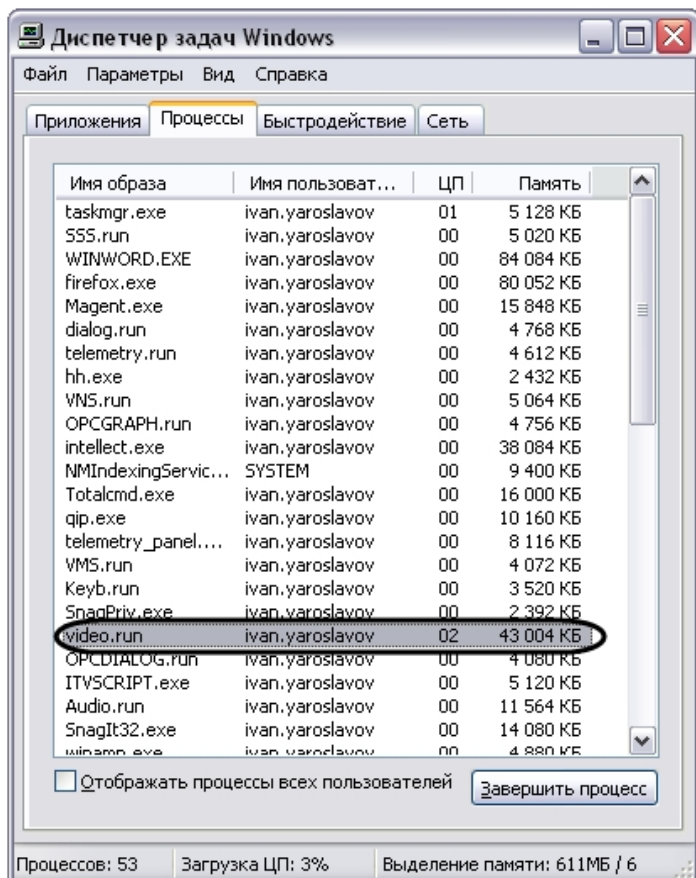 Диспетчер задач Windows
Файл Параметры Вид Справка
Приложения Процессы Быстродействие Сеть
Имя образа Имя пользоват... ЦП Память
taskmgr.exe ivan.yaroslavov 01 5 128 КБ
SSS.run ivan.yaroslavov 00 5 020 КБ
WINWORD.EXE ivan.yaroslavov 00 84 084 КБ
firefox.exe ivan.yaroslavov 00 80 052 КБ
Magent.exe ivan.yaroslavov 00 15 848 КБ
dialog.run ivan.yaroslavov 00 4 768 КБ
telemetry.run ivan.yaroslavov 00 4 612 КБ
hh.exe ivan.yaroslavov 00 2 432 КБ
VNS.run ivan.yaroslavov 00 5 064 КБ
OPCGRAPH.run ivan.yaroslavov 00 4 756 КБ
intellect.exe ivan.yaroslavov 00 38 084 КБ
NMIndexingServic... SYSTEM 00 9 400 КБ
Totalcmd.exe ivan.yaroslavov 00 16 000 КБ
qip.exe ivan.yaroslavov 00 10 160 КБ
telemetry_panel.... ivan.yaroslavov 00 8 116 КБ
VMS.run ivan.yaroslavov 00 4 072 КБ
Keyb.run ivan.yaroslavov 00 3 520 КБ
SnagPriv.exe ivan.yaroslavov 00 2 392 КБ
video.run ivan.yaroslavov 02 43 004 КБ
OPCDIALOG.run ivan.yaroslavov 00 4 080 КБ
ITVSCRIPT.exe ivan.yaroslavov 00 5 120 КБ
Audio.run ivan.yaroslavov 00 11 564 КБ
SnagIt32.exe ivan.yaroslavov 00 14 080 КБ
winamp.exe ivan.yaroslavov 00 4 880 КБ
Отображать процессы всех пользователей Завершить процесс
Процессов: 53 Загрузка ЦП: 3% Выделение памяти: 611МБ / 6